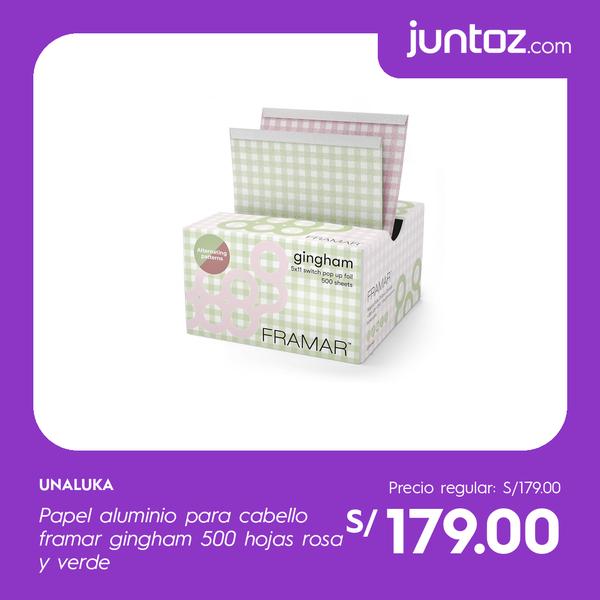 juntoz.com
Alternating
patterns
FRAMAR
gingham
5x11 switch pop up foil
500 sheets
FRAMAR™
FRAMAR
UNALUKA
Papel aluminio para cabello
framar gingham 500 hojas rosa
y verde
Precio regular: S/179.00
S/179.00